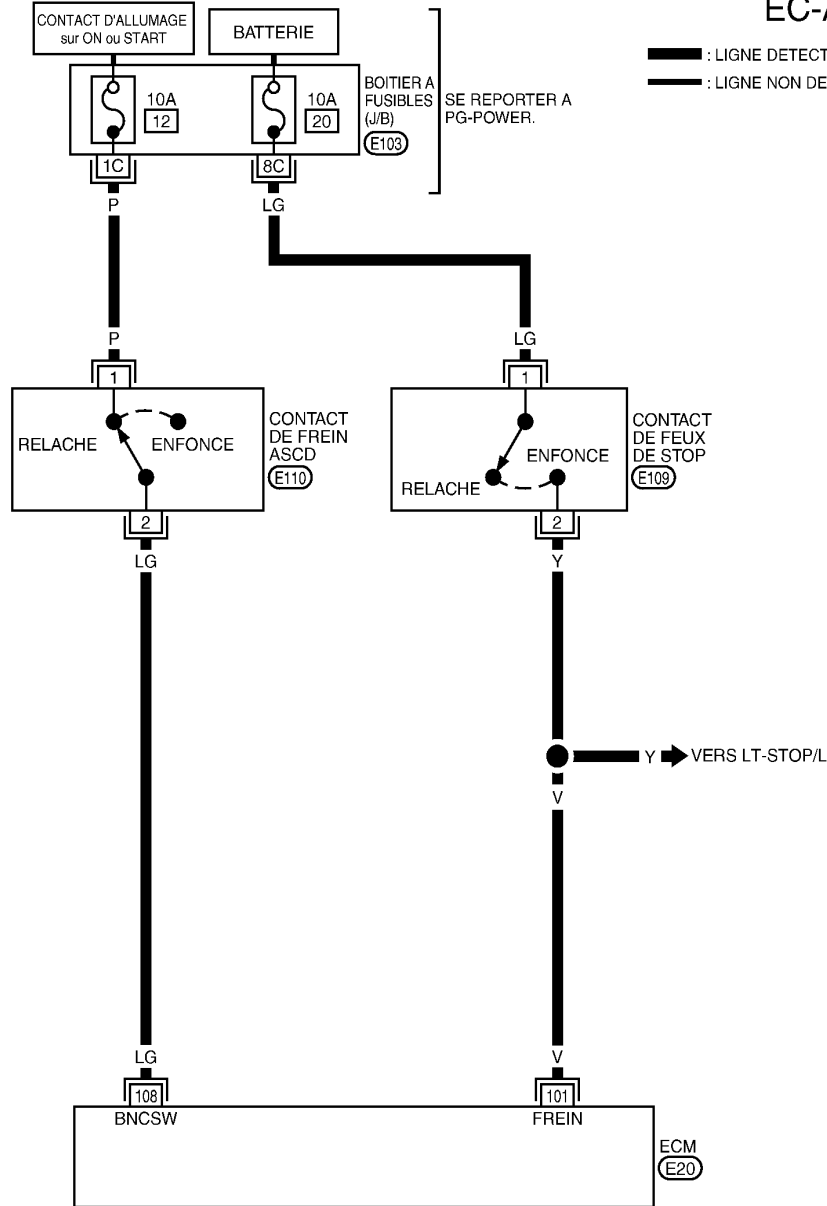 EC-A
CONTACT D'ALLUMAGE
sur ON ou START
BATTERIE
: LIGNE DETECT
: LIGNE NON DE
10A
12
10A
20
BOITIER A
FUSIBLES
(J/B)
E103
SE REPORTER A
PG-POWER.
1C
8C
P
LG
P
LG
1
1
RELACHE
ENFONCE
CONTACT
DE FREIN
ASCD
E110
RELACHE
ENFONCE
CONTACT
DE FEUX
DE STOP
E109
2
2
LG
Y
Y
VERS LT-STOP/L
V
LG
V
108
101
BNCSW
FREIN
ECM
E20